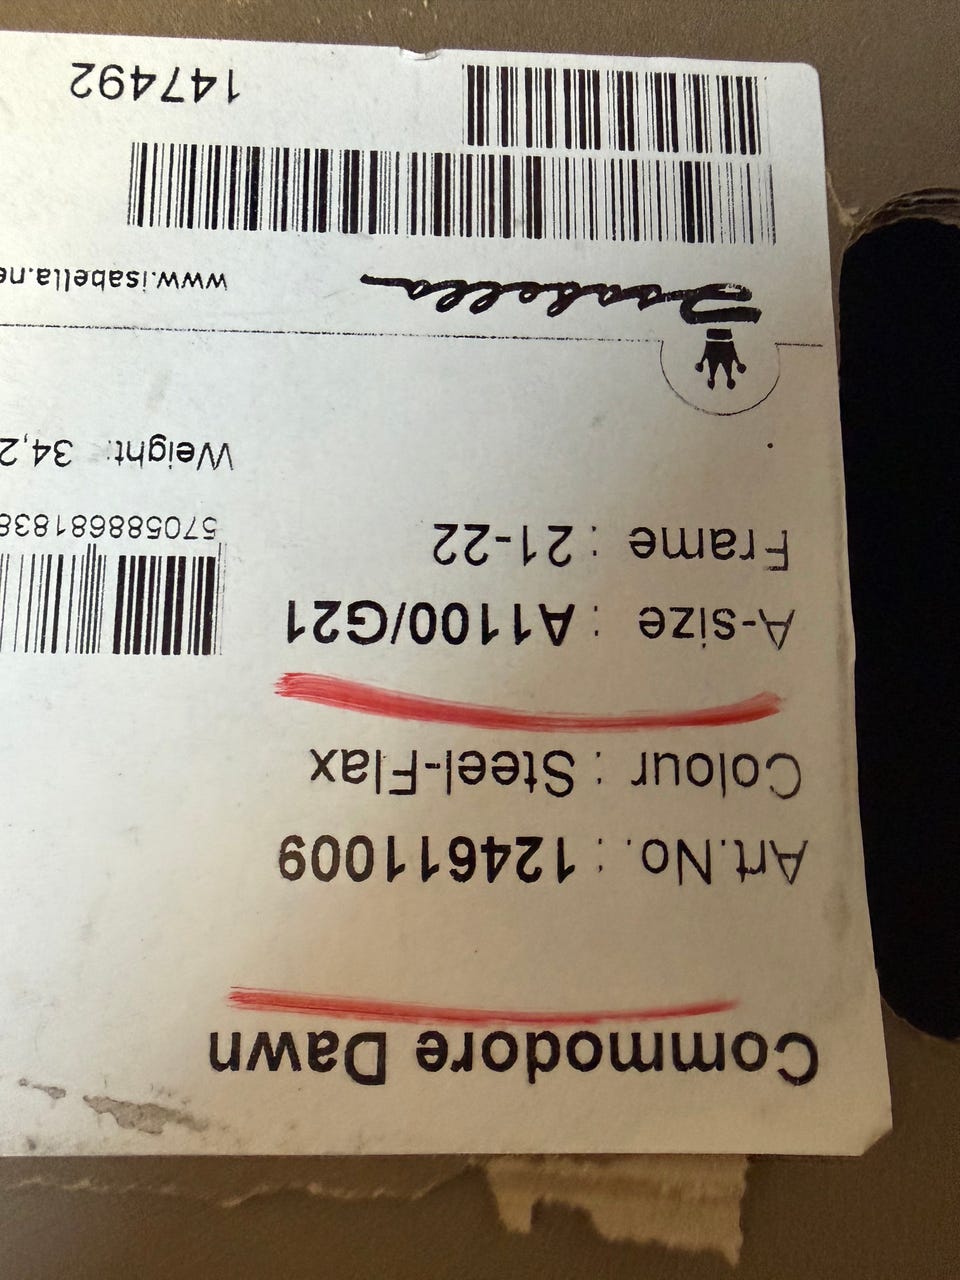 Commodore Dawn
Art.No. : 124611009
Colour : Steel-Flax
A-size : A1100/G21
Frame : 21-22
570588681838
Weight: 34,2
Isabella
www.isabella.ne
147492